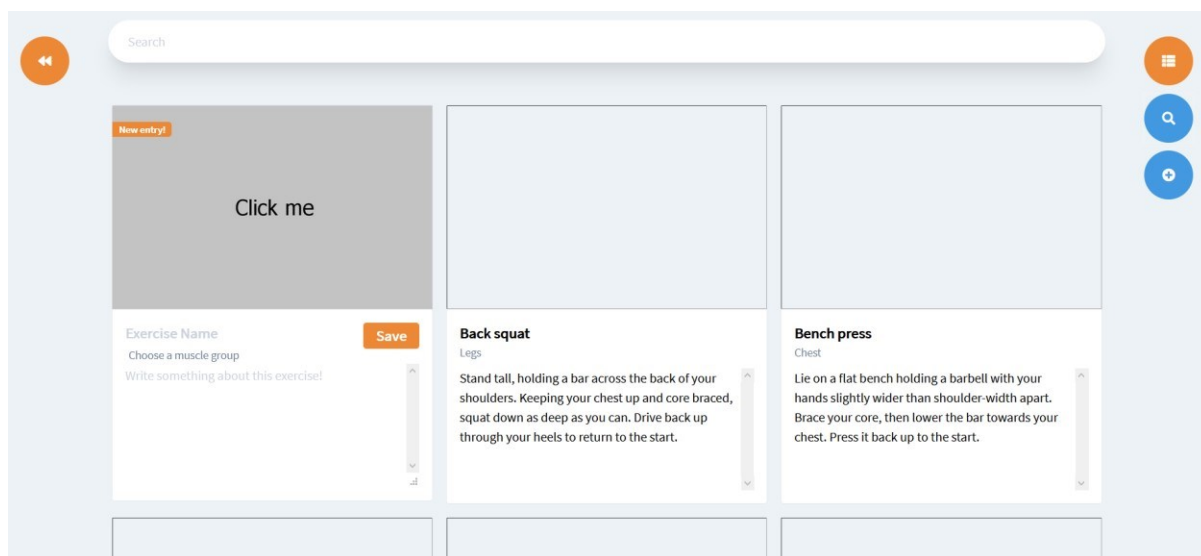 Search
New entry!
Click me
Exercise Name
Save
Choose a muscle group
Write something about this exercise!
Back squat
Legs
Stand tall, holding a bar across the back of your
shoulders. Keeping your chest up and core braced,
squat down as deep as you can. Drive back up
through your heels to return to the start.
Bench press
Chest
Lie on a flat bench holding a barbell with your
hands slightly wider than shoulder-width apart.
Brace your core, then lower the bar towards your
chest. Press it back up to the start.